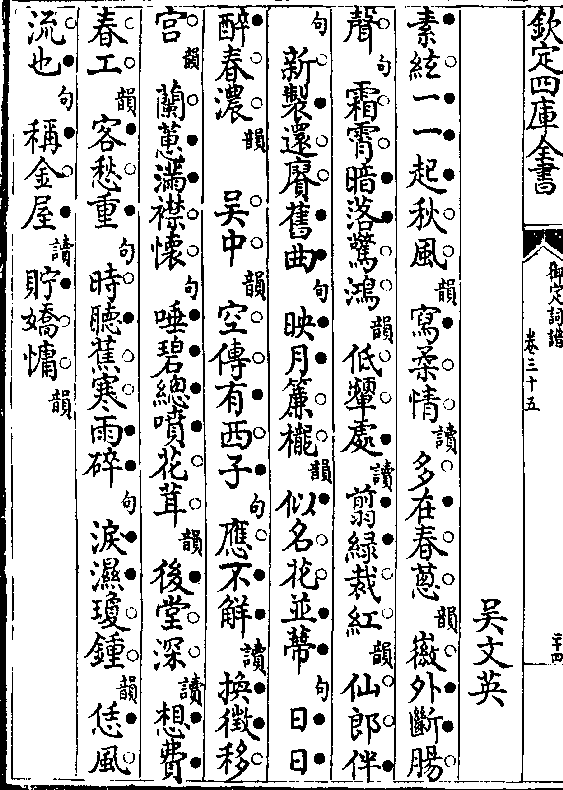 欽定四庫全書
御定詞譜
卷三十五
二十四
吳文英
素絃一一起秋風韻寫柔情讀多在春蔥韻徽外斷腸
聲句霜霄暗落驚鴻韻低顰處讀翦緑裁紅韻仙郎伴
句新製還賡舊曲句映月簾櫳韻似名花並蒂句日日
醉春濃韻 吳中韻空傳有西子句應不解讀換徵移
宫韻蘭蕙滿襟懷句唾碧總噴花茸韻後堂深讀想費
春工韻客愁重句時聽蕉寒雨碎句淚濕瓊鍾韻恁風
流也句稱金屋讀貯嬌慵韻